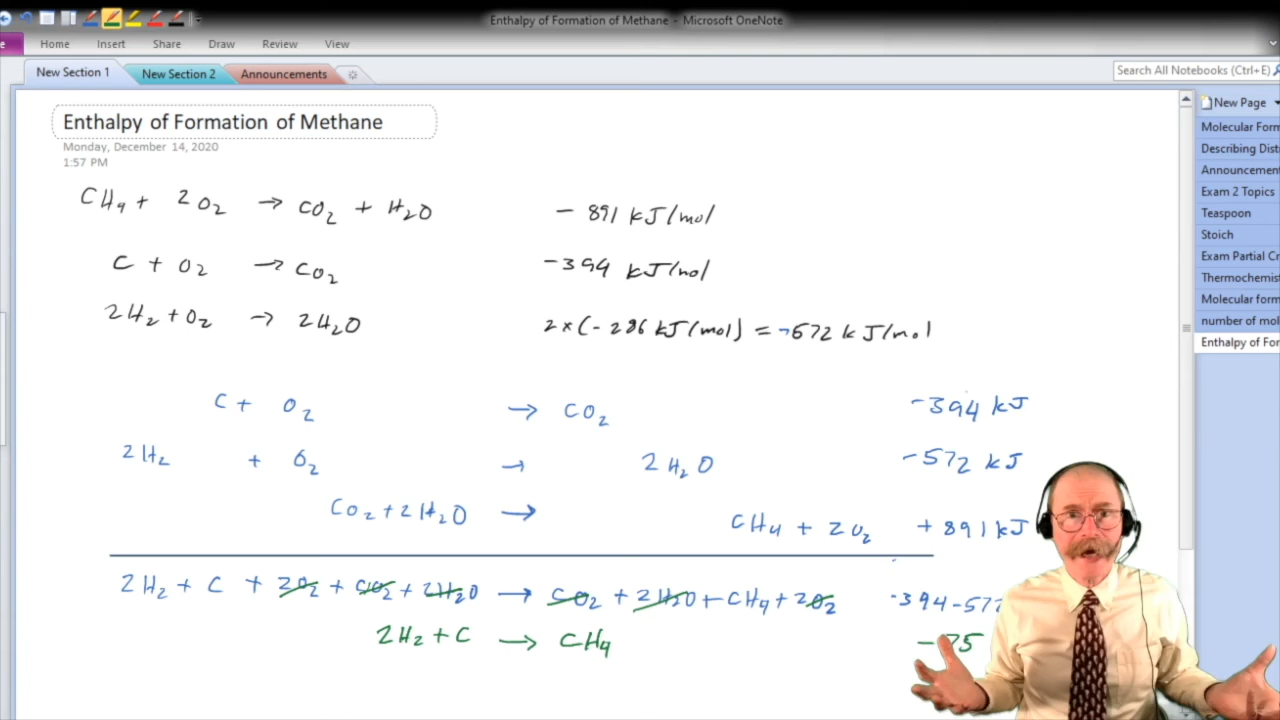 Enthalpy of Formation of Methane - Microsoft OneNote
Home Insert Share Draw Review View
New Section 1 New Section 2 Announcements
Search All Notebooks (Ctrl+E)
New Page
Enthalpy of Formation of Methane
Monday, December 14, 2020
1:57 PM
CH₄ + 2O₂ → CO₂ + H₂O -891 kJ/mol
C + O₂ → CO₂ -394 kJ/mol
2H₂ + O₂ → 2H₂O 2×(-286 kJ/mol) = -572 kJ/mol
C + O₂ → CO₂ -394 kJ
2H₂ + O₂ → 2H₂O -572 kJ
CO₂ + 2H₂O → CH₄ + 2O₂ +891 kJ
2H₂ + C + 2O₂ + CO₂ + 2H₂O → CO₂ + 2H₂O + CH₄ + 2O₂ -394-572
2H₂ + C → CH₄ -75
Molecular Form
Describing Dist
Announcement
Exam 2 Topics
Teaspoon
Stoich
Exam Partial Cr
Thermochemist
Molecular form
number of mol
Enthalpy of For